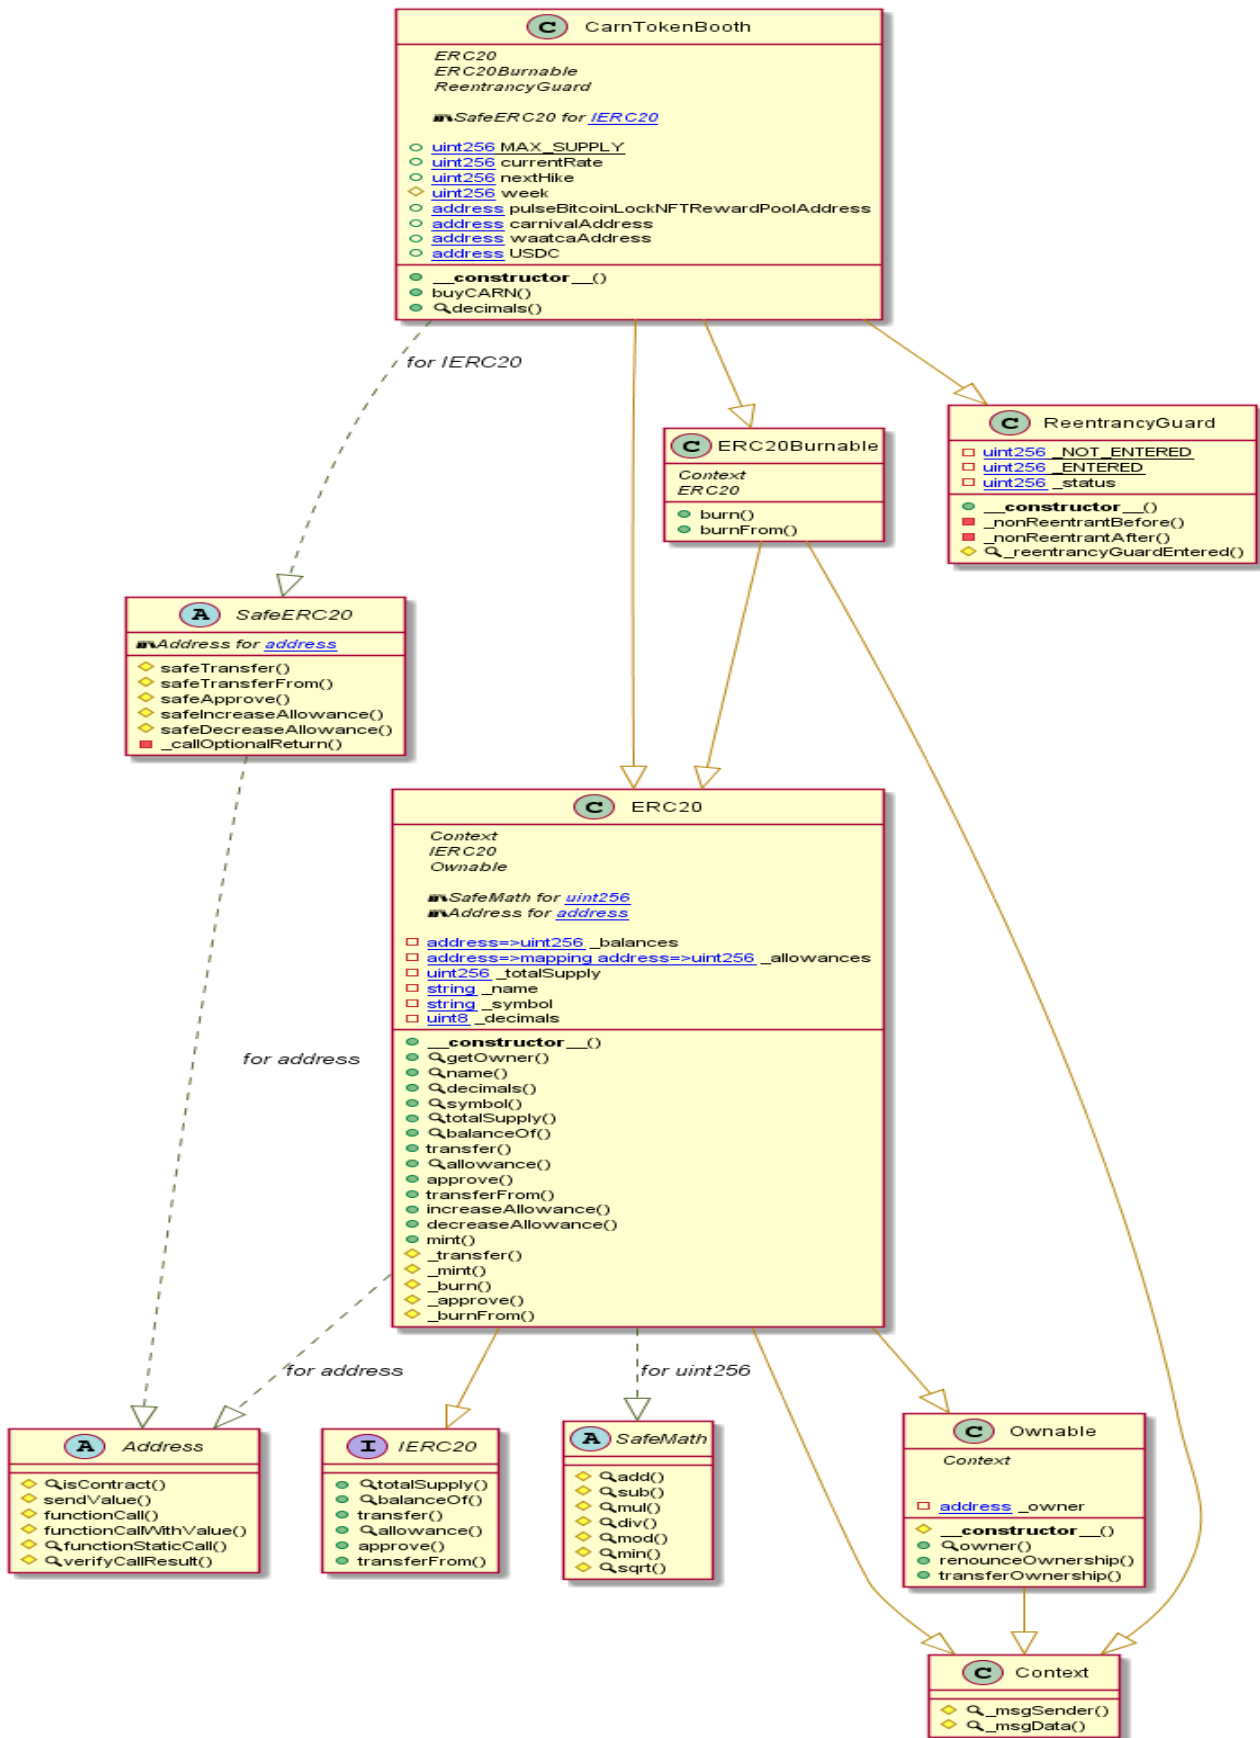 C CarnTokenBooth
ERC20
ERC20Burnable
ReentrancyGuard
SafeERC20 for IERC20
uint256 MAX_SUPPLY
uint256 currentRate
uint256 nextHike
uint256 week
address pulseBitcoinLockNFTRewardPoolAddress
address carnivalAddress
address waatcaAddress
address USDC
__constructor__()
buyCARN()
decimals()
for IERC20
C ERC20Burnable
Context
ERC20
burn()
burnFrom()
C ReentrancyGuard
uint256 _NOT_ENTERED
uint256 _ENTERED
uint256 _status
__constructor__()
_nonReentrantBefore()
_nonReentrantAfter()
_reentrancyGuardEntered()
A SafeERC20
Address for address
safeTransfer()
safeTransferFrom()
safeApprove()
safeIncreaseAllowance()
safeDecreaseAllowance()
_callOptionalReturn()
C ERC20
Context
IERC20
Ownable
SafeMath for uint256
Address for address
address=>uint256 _balances
address=>mapping address=>uint256 _allowances
uint256 _totalSupply
string _name
string _symbol
uint8 _decimals
__constructor__()
getOwner()
name()
decimals()
symbol()
totalSupply()
balanceOf()
transfer()
allowance()
approve()
transferFrom()
increaseAllowance()
decreaseAllowance()
mint()
_transfer()
_mint()
_burn()
_approve()
_burnFrom()
for address
for address
for uint256
A Address
isContract()
sendValue()
functionCall()
functionCallWithValue()
functionStaticCall()
verifyCallResult()
I IERC20
totalSupply()
balanceOf()
transfer()
allowance()
approve()
transferFrom()
A SafeMath
add()
sub()
mul()
div()
mod()
min()
sqrt()
C Ownable
Context
address _owner
__constructor__()
owner()
renounceOwnership()
transferOwnership()
C Context
_msgSender()
_msgData()